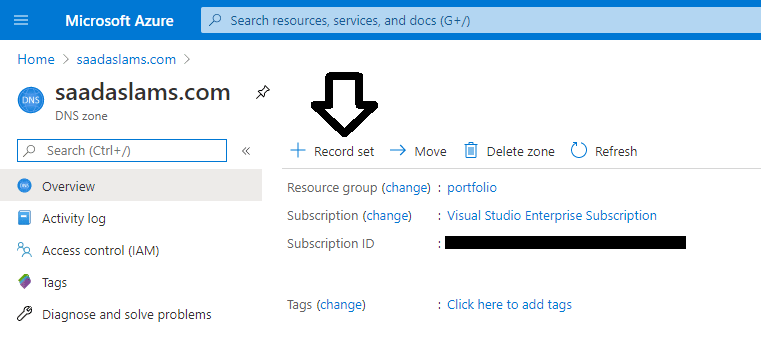 Microsoft Azure
Search resources, services, and docs (G+/)
Home > saadaslams.com >
DNS
saadaslams.com
DNS zone
Search (Ctrl+/)
«
Overview
Activity log
Access control (IAM)
Tags
Diagnose and solve problems
+ Record set → Move Delete zone Refresh
Resource group (change) : portfolio
Subscription (change) : Visual Studio Enterprise Subscription
Subscription ID :
Tags (change) : Click here to add tags